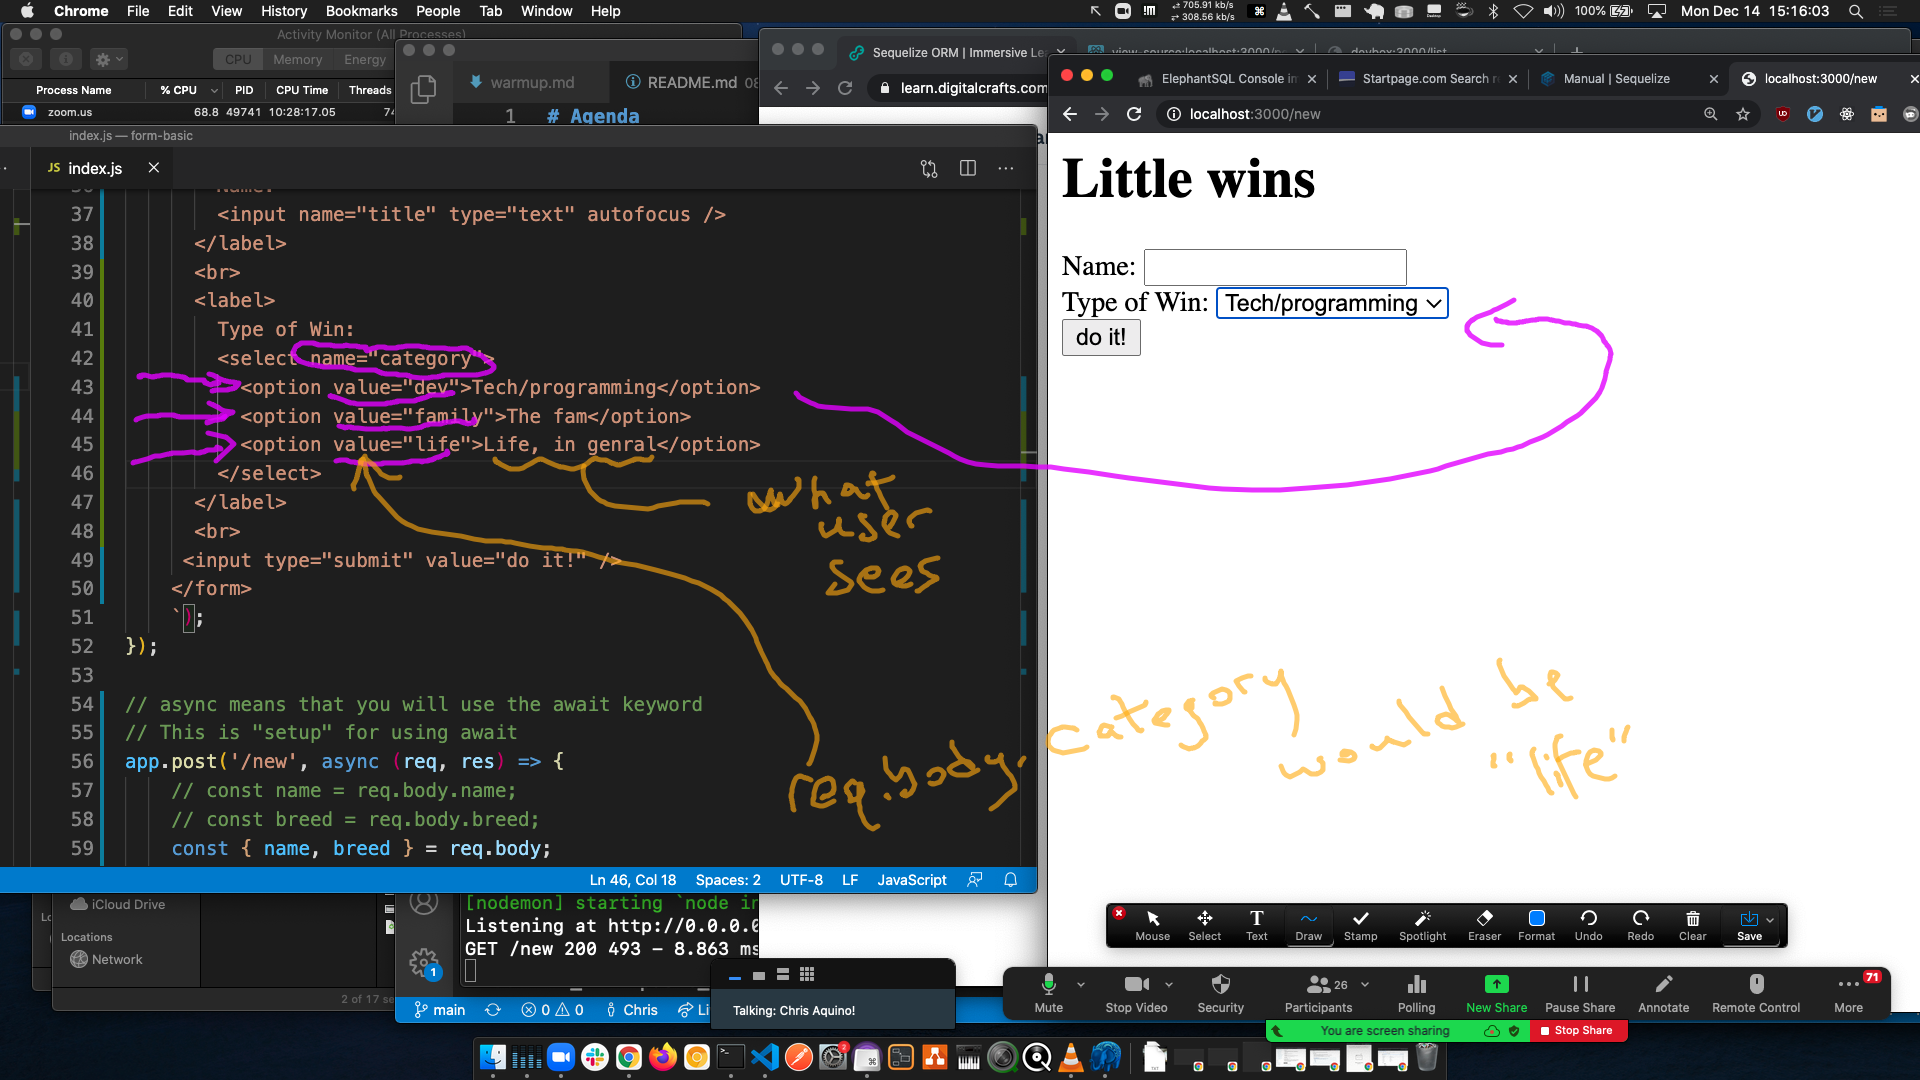 Chrome File Edit View History Bookmarks People Tab Window Help
705.91 kb/s
308.56 kb/s
100%
Mon Dec 14 15:16:03
Activity Monitor (All Processes)
CPU Memory Energy
Process Name % CPU PID CPU Time Threads
zoom.us 68.8 49741 10:28:17.05
warmup.md README.md
1 # Agenda
Sequelize ORM | Immersive
view-source:localhost:3000/
devbox:3000/list
learn.digitalcrafts.com
index.js — form-basic
JS index.js
Name:
37 <input name="title" type="text" autofocus />
38 </label>
39 <br>
40 <label>
41 Type of Win:
42 <select name="category">
43 <option value="dev">Tech/programming</option>
44 <option value="family">The fam</option>
45 <option value="life">Life, in genral</option>
46 </select>
47 </label>
48 <br>
49 <input type="submit" value="do it!" />
50 </form>
51 `);
52 });
53
54 // async means that you will use the await keyword
55 // This is "setup" for using await
56 app.post('/new', async (req, res) => {
57 // const name = req.body.name;
58 // const breed = req.body.breed;
59 const { name, breed } = req.body;
what
user
sees
req.body.
category
would be
"life"
Ln 46, Col 18 Spaces: 2 UTF-8 LF JavaScript
ElephantSQL Console
Startpage.com Search
Manual | Sequelize
localhost:3000/new
localhost:3000/new
Little wins
Name:
Type of Win: Tech/programming
do it!
iCloud Drive
Locations
Network
2 of 17
[nodemon] starting `node
Listening at http://0.0.0.0
GET /new 200 493 - 8.863 ms
1
main 0 0 Chris
Talking: Chris Aquino!
Mouse Select Text Draw Stamp Spotlight Eraser Format Undo Redo Clear Save
26
71
Mute Stop Video Security Participants Polling New Share Pause Share Annotate Remote Control More
You are screen sharing Stop Share